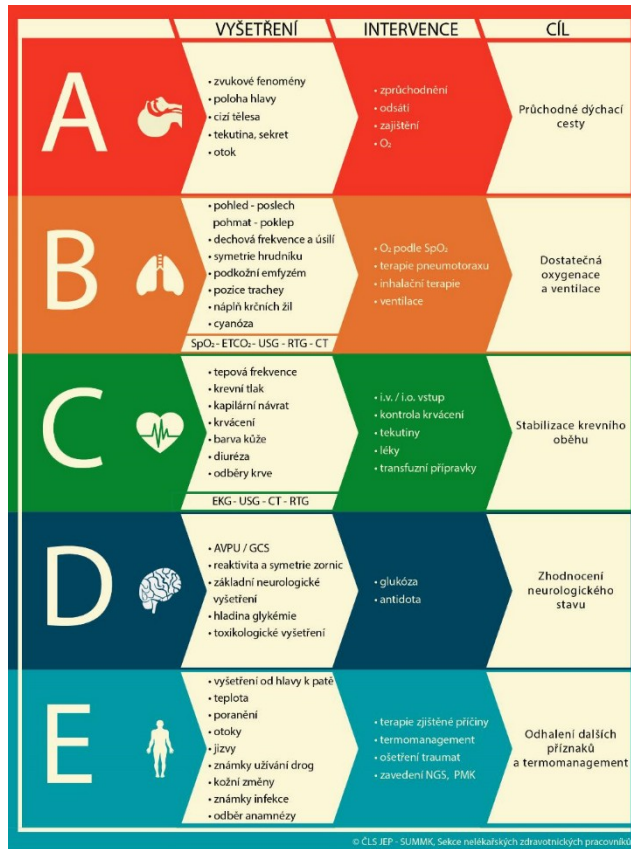 VYŠETŘENÍ
INTERVENCE
CÍL
A
• zvukové fenomény
• poloha hlavy
• cizí tělesa
• tekutina, sekret
• otok
• zprůchodnění
• odsátí
• zajištění
• O₂
Průchodné dýchací
cesty
B
• pohled - poslech
pohmat - poklep
• dechová frekvence a úsilí
• symetrie hrudníku
• podkožní emfyzém
• pozice trachey
• náplň krčních žil
• cyanóza
SpO₂ - ETCO₂ - USG - RTG - CT
• O₂ podle SpO₂
• terapie pneumotoraxu
• inhalační terapie
• ventilace
Dostatečná
oxygenace
a ventilace
C
• tepová frekvence
• krevní tlak
• kapilární návrat
• krvácení
• barva kůže
• diuréza
• odběry krve
EKG - USG - CT - RTG
• i.v. / i.o. vstup
• kontrola krvácení
• tekutiny
• léky
• transfuzní přípravky
Stabilizace krevního
oběhu
D
• AVPU / GCS
• reaktivita a symetrie zornic
• základní neurologické
vyšetření
• hladina glykémie
• toxikologické vyšetření
• glukóza
• antidota
Zhodnocení
neurologického
stavu
E
• vyšetření od hlavy k patě
• teplota
• poranění
• otoky
• jizvy
• známky užívání drog
• kožní změny
• známky infekce
• odběr anamnézy
• terapie zjištěné příčiny
• termomanagement
• ošetření traumat
• zavedení NGS, PMK
Odhalení dalších
příznaků
a termomanagement
© ČLS JEP - SUMMK, Sekce nelékařských zdravotnických pracovníků